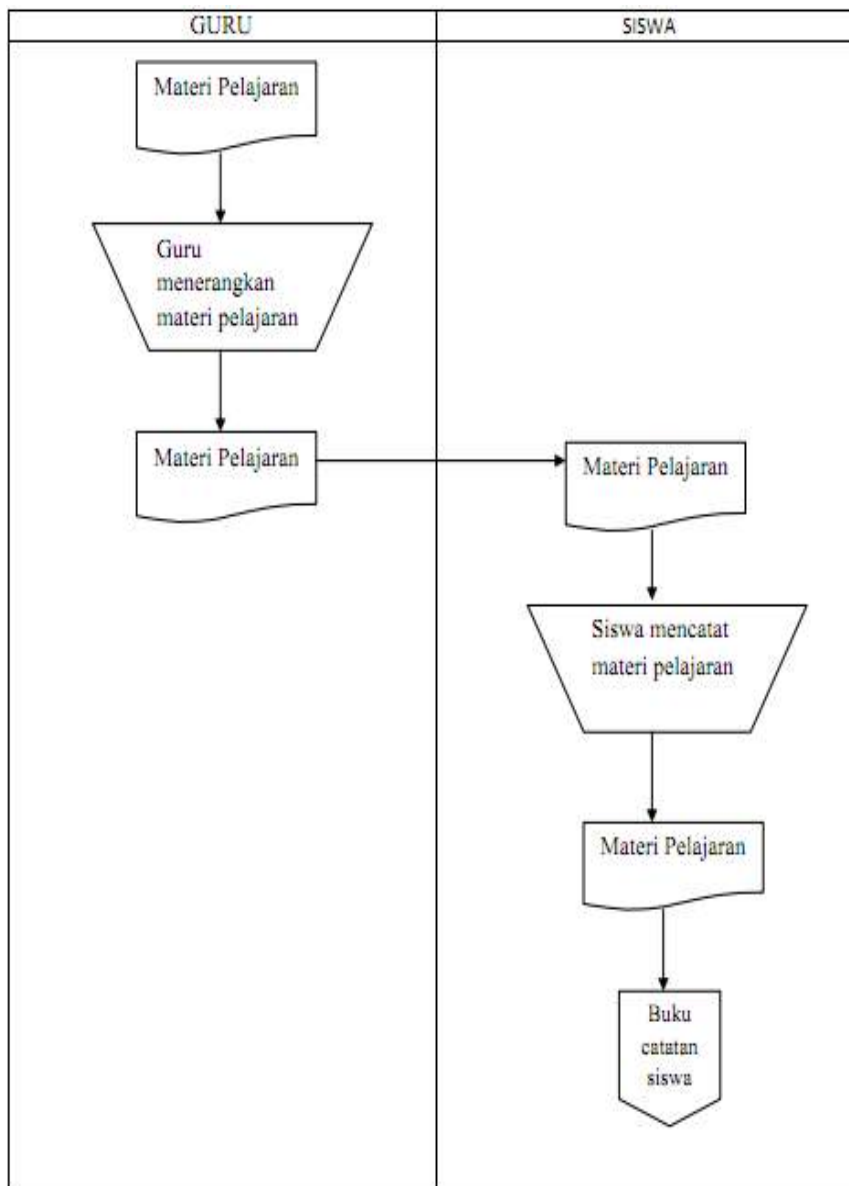 GURU
SISWA
Materi Pelajaran
Guru
menerangkan
materi pelajaran
Materi Pelajaran
Materi Pelajaran
Siswa mencatat
materi pelajaran
Materi Pelajaran
Buku
catatan
siswa